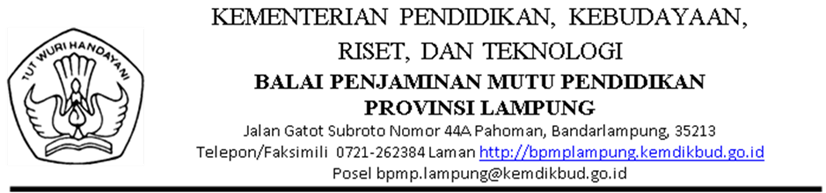 KEMENTERIAN PENDIDIKAN, KEBUDAYAAN,
RISET, DAN TEKNOLOGI
BALAI PENJAMINAN MUTU PENDIDIKAN
PROVINSI LAMPUNG
Jalan Gatot Subroto Nomor 44A Pahoman, Bandarlampung, 35213
Telepon/Faksimili 0721-262384 Laman http://bpmplampung.kemdikbud.go.id
Posel bpmp.lampung@kemdikbud.go.id
TUT WURI HANDAYANI